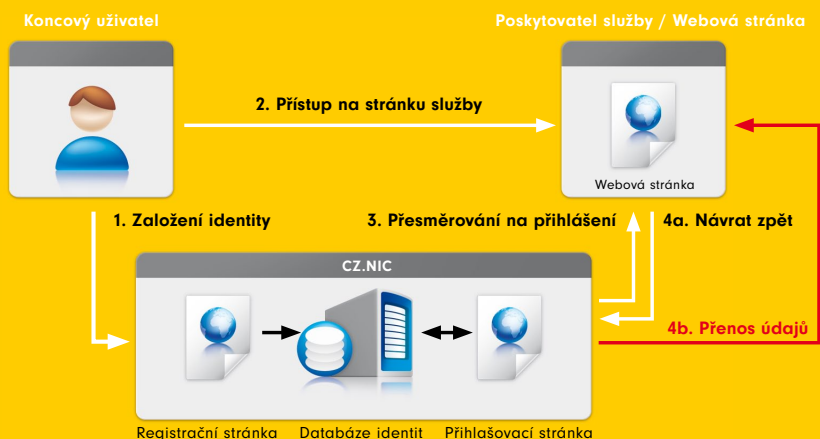 Koncový uživatel
Poskytovatel služby / Webová stránka
2. Přístup na stránku služby
Webová stránka
1. Založení identity
3. Přesměrování na přihlášení
4a. Návrat zpět
CZ.NIC
4b. Přenos údajů
Registrační stránka
Databáze identit
Přihlašovací stránka